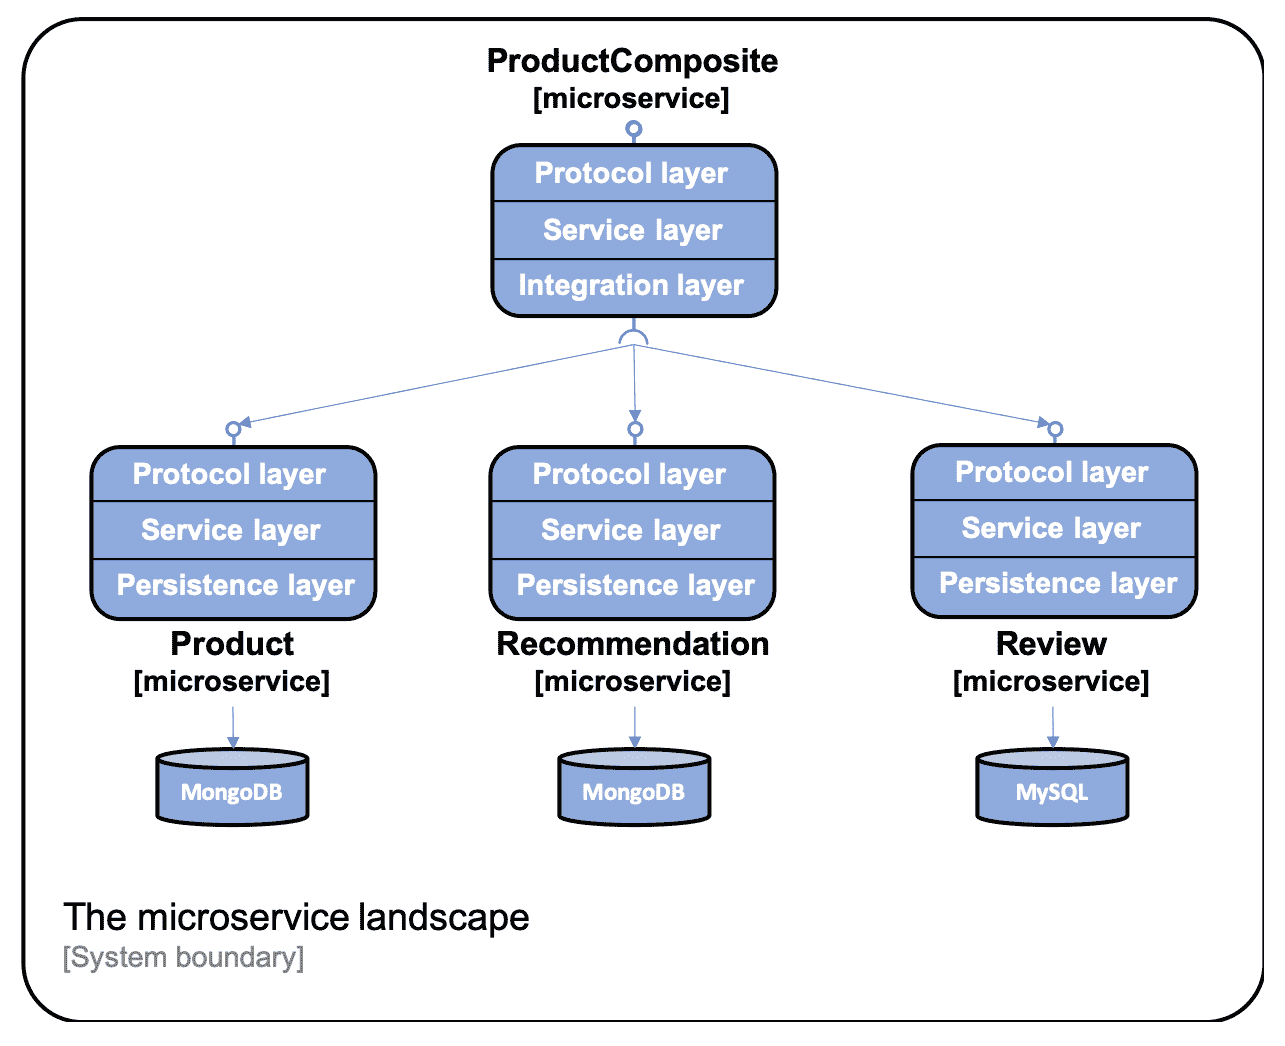 ProductComposite
[microservice]
Protocol layer
Service layer
Integration layer
Protocol layer
Service layer
Persistence layer
Product
[microservice]
MongoDB
Protocol layer
Service layer
Persistence layer
Recommendation
[microservice]
MongoDB
Protocol layer
Service layer
Persistence layer
Review
[microservice]
MySQL
The microservice landscape
[System boundary]